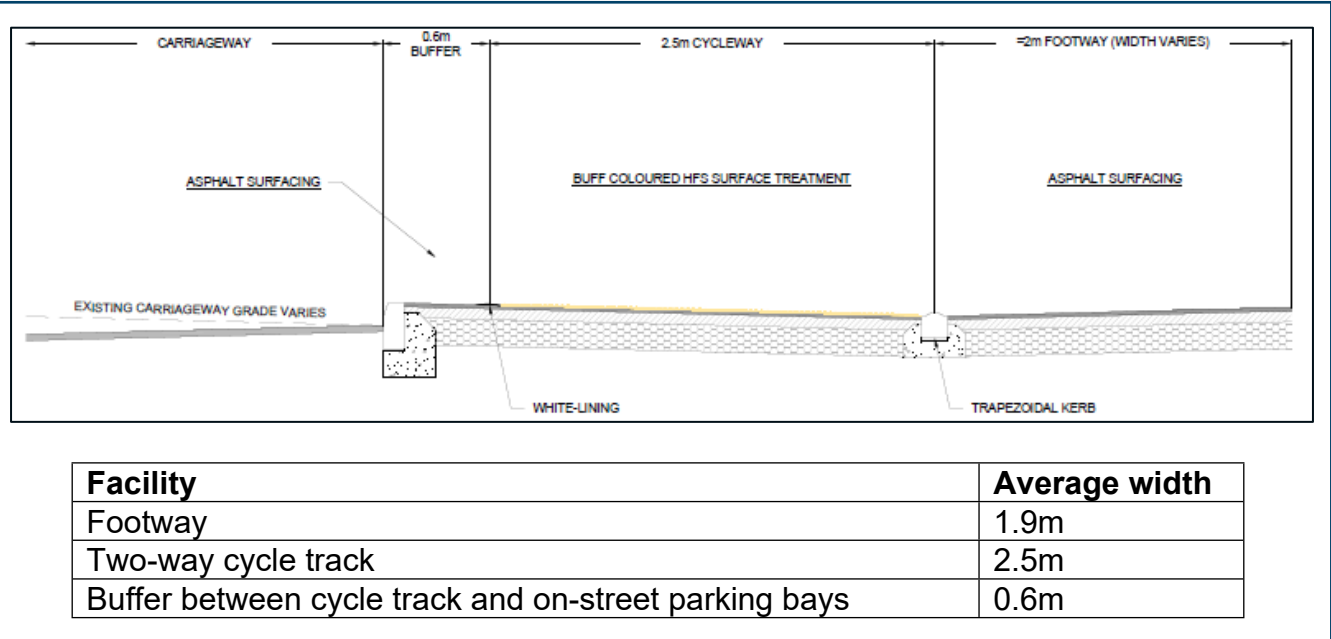 CARRIAGEWAY
0.6m
BUFFER
2.5m CYCLEWAY
=2m FOOTWAY (WIDTH VARIES)
ASPHALT SURFACING
BUFF COLOURED HFS SURFACE TREATMENT
ASPHALT SURFACING
EXISTING CARRIAGEWAY GRADE VARIES
WHITE-LINING
TRAPEZOIDAL KERB
Facility Average width
Footway 1.9m
Two-way cycle track 2.5m
Buffer between cycle track and on-street parking bays 0.6m